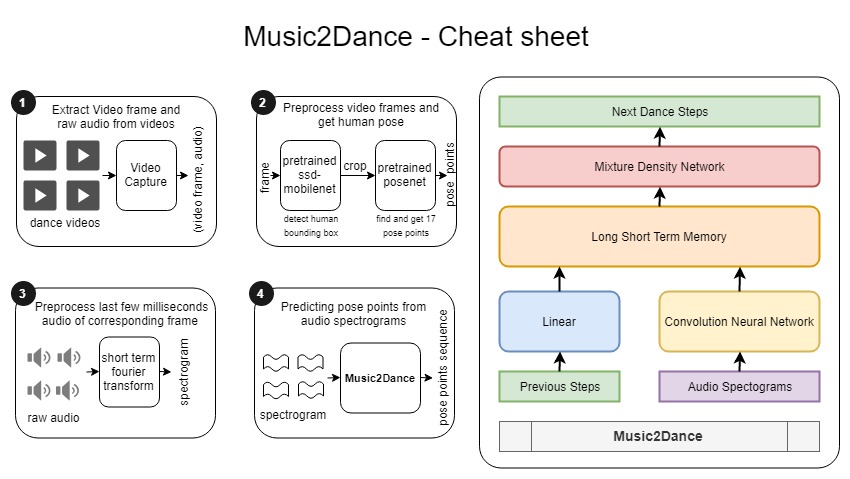 Music2Dance - Cheat sheet
1
Extract Video frame and
raw audio from videos
dance videos
Video
Capture
(video frame, audio)
2
Preprocess video frames and
get human pose
frame
pretrained
ssd-
mobilenet
detect human
bounding box
crop
pretrained
posenet
find and get 17
pose points
pose points
3
Preprocess last few milliseconds
audio of corresponding frame
raw audio
short term
fourier
transform
spectrogram
4
Predicting pose points from
audio spectrograms
spectrogram
Music2Dance
pose points sequence
Next Dance Steps
Mixture Density Network
Long Short Term Memory
Linear
Convolution Neural Network
Previous Steps
Audio Spectograms
Music2Dance